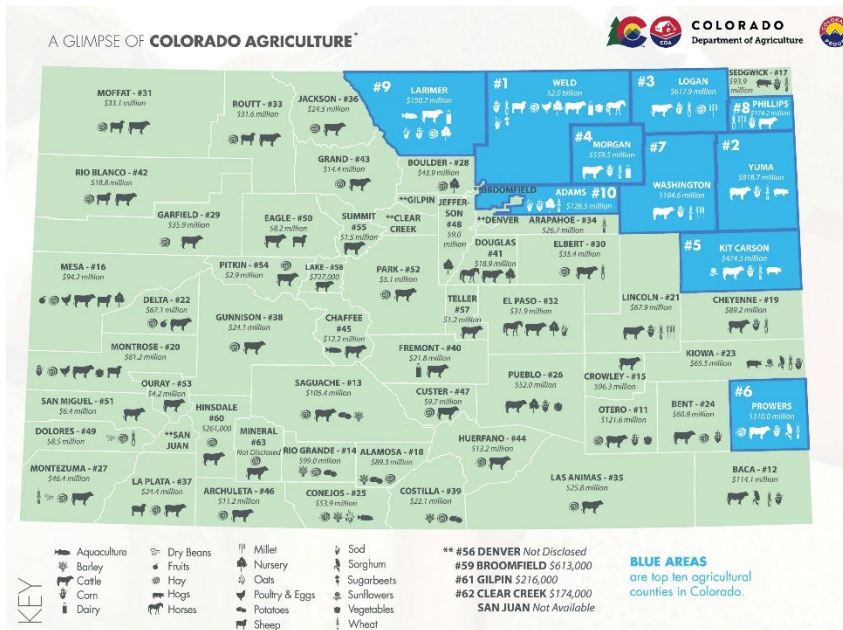 A GLIMPSE OF COLORADO AGRICULTURE*
COLORADO
Department of Agriculture
CDA
MOFFAT - #31
$33.1 million
ROUTT - #33
$31.6 million
JACKSON - #36
$24.5 million
#9
LARIMER
$150.7 million
#1
WELD
$2.0 billion
#3
LOGAN
$617.9 million
SEDGWICK - #17
$93.9
million
#8 PHILLIPS
$174.2 million
RIO BLANCO - #42
$18.8 million
GRAND - #43
$14.4 million
BOULDER - #28
$43.9 million
#4
MORGAN
$559.5 million
#7
WASHINGTON
$184.6 million
#2
YUMA
$918.7 million
GARFIELD - #29
$35.9 million
EAGLE - #50
$8.2 million
SUMMIT
#55
$1.5 million
**GILPIN
**CLEAR
CREEK
JEFFER-
SON
#48
$9.0
million
**BROOMFIELD
**DENVER
ADAMS #10
$126.5 million
ARAPAHOE - #34
$26.7 million
MESA - #16
$94.2 million
PITKIN - #54
$2.9 million
LAKE - #58
$727,000
PARK - #52
$5.1 million
DOUGLAS
#41
$18.9 million
ELBERT - #30
$35.4 million
#5
KIT CARSON
$474.3 million
DELTA - #22
$67.1 million
GUNNISON - #38
$24.1 million
CHAFFEE
#45
$12.2 million
TELLER
#57
$1.2 million
EL PASO - #32
$31.9 million
LINCOLN - #21
$67.9 million
CHEYENNE - #19
$89.2 million
MONTROSE - #20
$81.2 million
FREMONT - #40
$21.8 million
KIOWA - #23
$65.5 million
OURAY - #53
$4.2 million
SAGUACHE - #13
$105.4 million
CUSTER - #47
$9.7 million
PUEBLO - #26
$52.0 million
CROWLEY - #15
$96.3 million
SAN MIGUEL - #51
$6.4 million
HINSDALE
#60
$261,000
OTERO - #11
$121.6 million
BENT - #24
$60.8 million
#6
PROWERS
$310.0 million
DOLORES - #49
$8.5 million
**SAN
JUAN
MINERAL
#63
Not Disclosed
RIO GRANDE - #14
$99.0 million
ALAMOSA - #18
$89.3 million
HUERFANO - #44
$13.2 million
MONTEZUMA - #27
$46.4 million
LA PLATA - #37
$24.4 million
ARCHULETA - #46
$11.2 million
CONEJOS - #25
$53.9 million
COSTILLA - #39
$22.1 million
LAS ANIMAS - #35
$25.8 million
BACA - #12
$114.1 million
KEY
Aquaculture
Barley
Cattle
Corn
Dairy
Dry Beans
Fruits
Hay
Hogs
Horses
Millet
Nursery
Oats
Poultry & Eggs
Potatoes
Sheep
Sod
Sorghum
Sugarbeets
Sunflowers
Vegetables
Wheat
** #56 DENVER Not Disclosed
#59 BROOMFIELD $613,000
#61 GILPIN $216,000
#62 CLEAR CREEK $174,000
SAN JUAN Not Available
BLUE AREAS
are top ten agricultural
counties in Colorado.